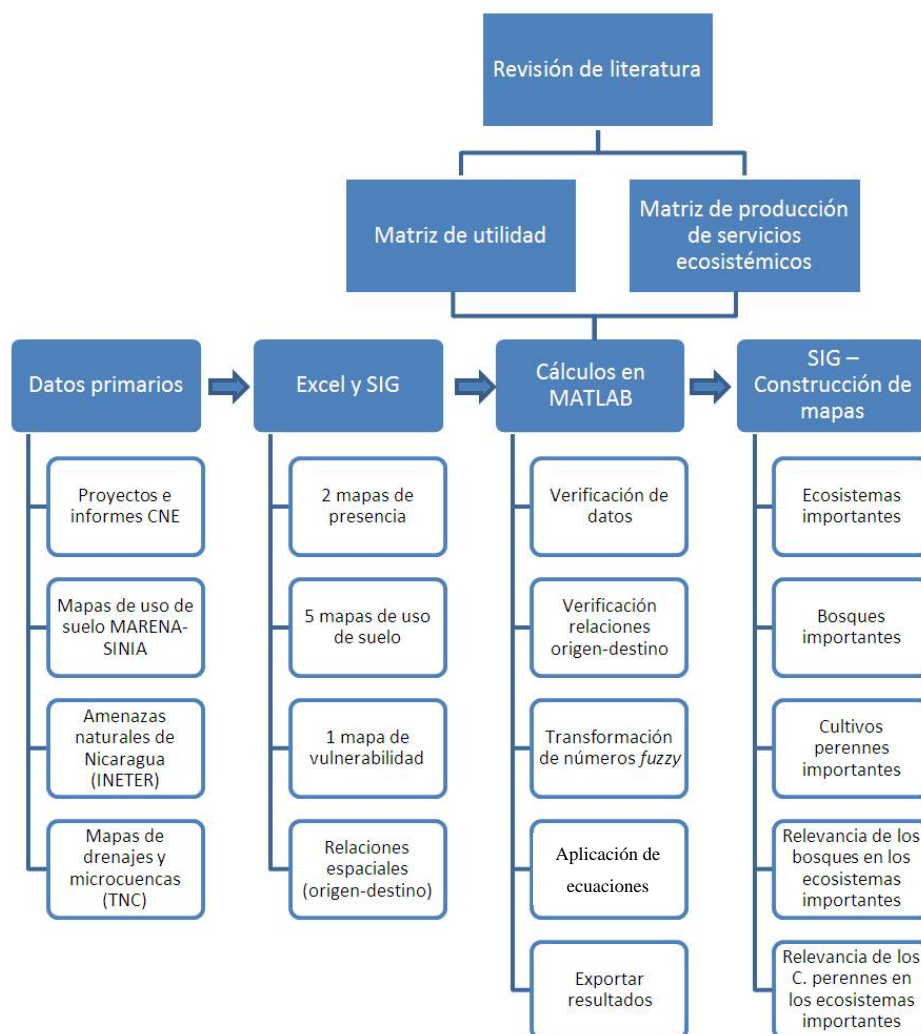 Revisión de literatura
Matriz de utilidad
Matriz de producción
de servicios
ecosistémicos
Datos primarios
Excel y SIG
Cálculos en
MATLAB
SIG –
Construcción de
mapas
Proyectos e
informes CNE
Mapas de uso de
suelo MARENA-
SINIA
Amenazas
naturales de
Nicaragua
(INETER)
Mapas de
drenajes y
microcuencas
(TNC)
2 mapas de
presencia
5 mapas de uso
de suelo
1 mapa de
vulnerabilidad
Relaciones
espaciales
(origen-destino)
Verificación de
datos
Verificación
relaciones
origen-destino
Transformación
de números fuzzy
Aplicación de
ecuaciones
Exportar
resultados
Ecosistemas
importantes
Bosques
importantes
Cultivos
perennes
importantes
Relevancia de los
bosques en los
ecosistemas
importantes
Relevancia de los
C. perennes en
los ecosistemas
importantes